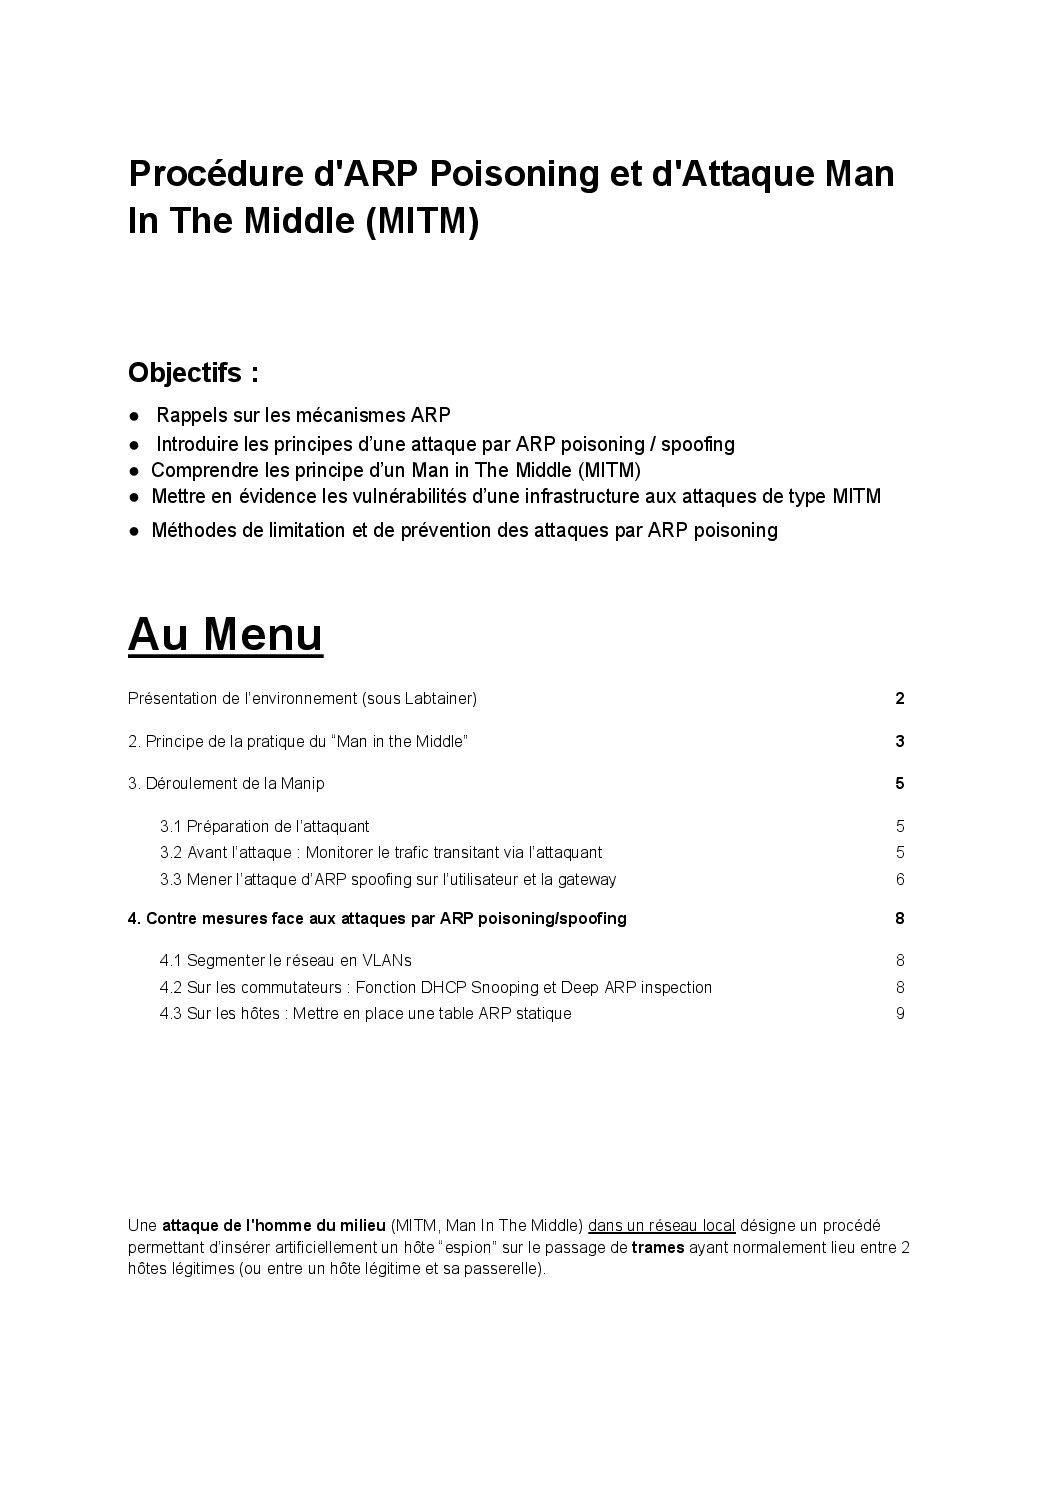 Procédure d'ARP Poisoning et d'Attaque Man
In The Middle (MITM)
Objectifs :
● Rappels sur les mécanismes ARP
● Introduire les principes d’une attaque par ARP poisoning / spoofing
● Comprendre les principe d’un Man in The Middle (MITM)
● Mettre en évidence les vulnérabilités d’une infrastructure aux attaques de type MITM
● Méthodes de limitation et de prévention des attaques par ARP poisoning
Au Menu
Présentation de l’environnement (sous Labtainer) 2
2. Principe de la pratique du “Man in the Middle” 3
3. Déroulement de la Manip 5
3.1 Préparation de l’attaquant 5
3.2 Avant l’attaque : Monitorer le trafic transitant via l’attaquant 5
3.3 Mener l’attaque d’ARP spoofing sur l’utilisateur et la gateway 6
4. Contre mesures face aux attaques par ARP poisoning/spoofing 8
4.1 Segmenter le réseau en VLANs 8
4.2 Sur les commutateurs : Fonction DHCP Snooping et Deep ARP inspection 8
4.3 Sur les hôtes : Mettre en place une table ARP statique 9
Une attaque de l'homme du milieu (MITM, Man In The Middle) dans un réseau local désigne un procédé
permettant d’insérer artificiellement un hôte “espion” sur le passage de trames ayant normalement lieu entre 2
hôtes légitimes (ou entre un hôte légitime et sa passerelle).